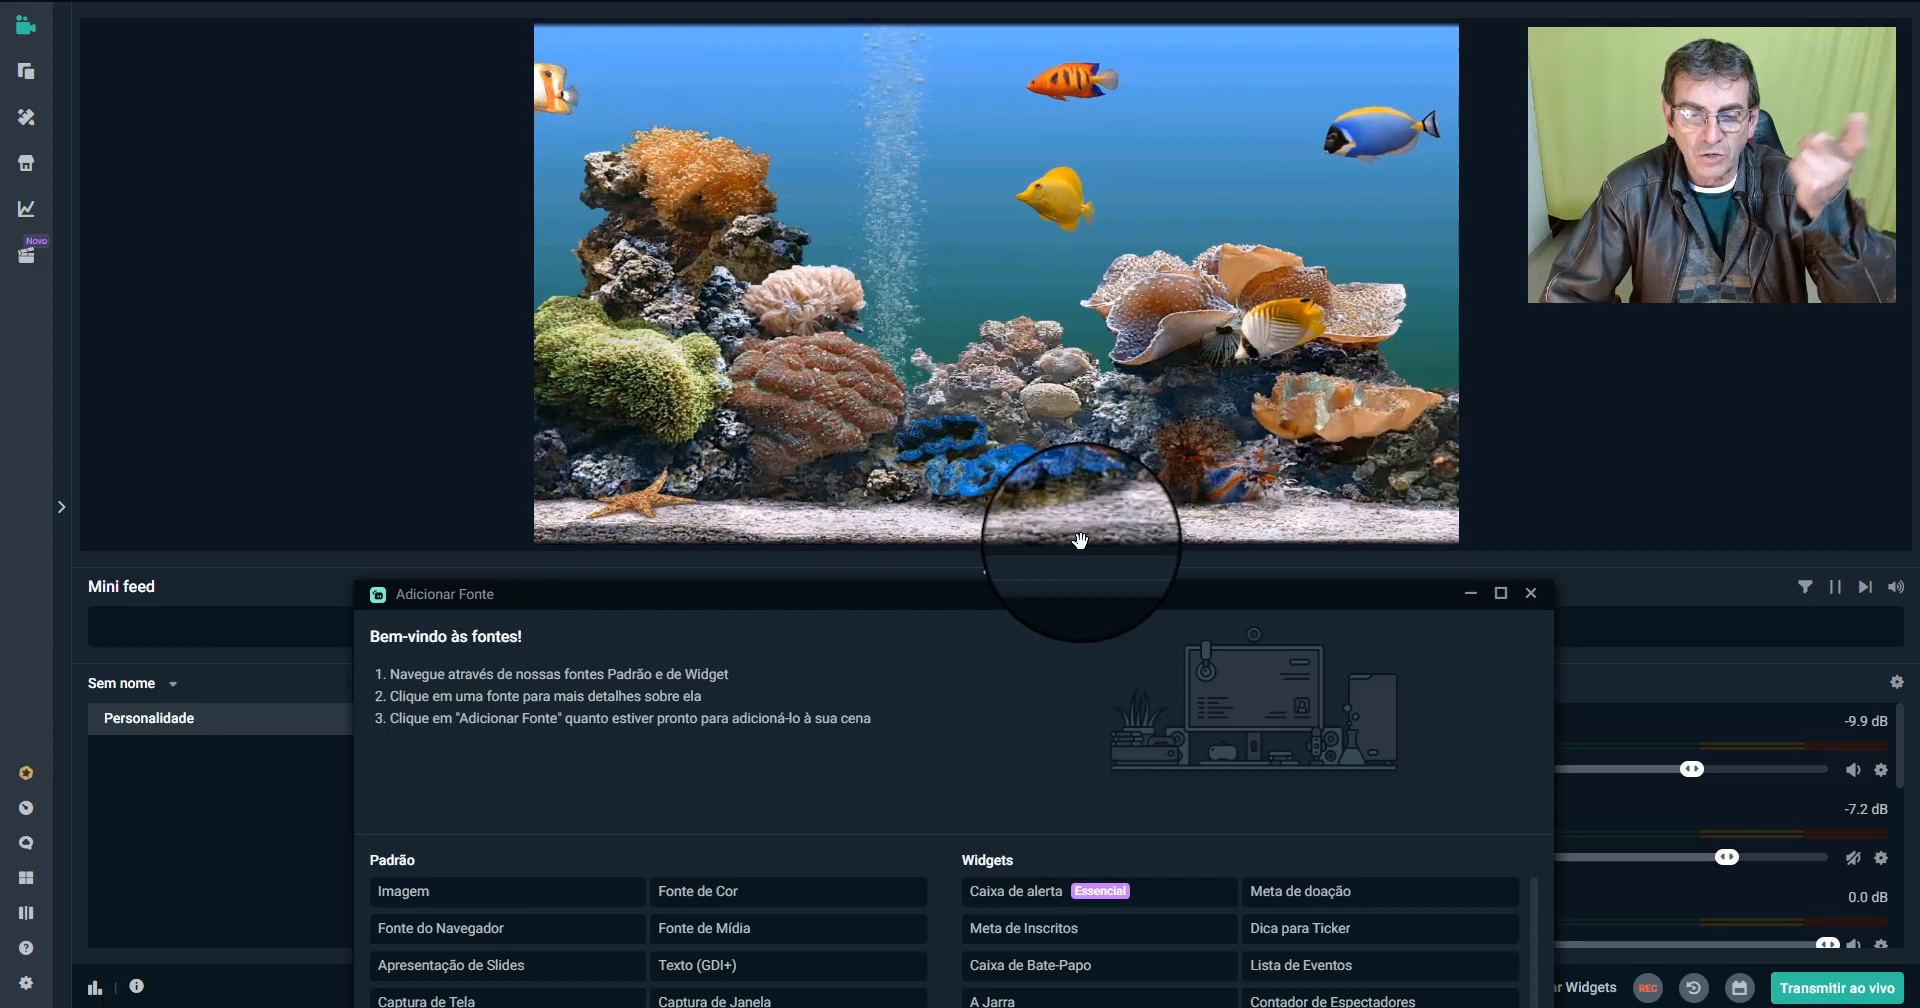 Novo
Mini feed
Adicionar Fonte
Bem-vindo às fontes!
1. Navegue através de nossas fontes Padrão e de Widget
2. Clique em uma fonte para mais detalhes sobre ela
3. Clique em "Adicionar Fonte" quanto estiver pronto para adicioná-lo à sua cena
Sem nome
Personalidade
-9.9 dB
-7.2 dB
0.0 dB
Padrão
Widgets
Imagem
Fonte de Cor
Caixa de alerta Essencial
Meta de doação
Fonte do Navegador
Fonte de Mídia
Meta de Inscritos
Dica para Ticker
Apresentação de Slides
Texto (GDI+)
Caixa de Bate-Papo
Lista de Eventos
Captura de Tela
Captura de Janela
A Jarra
Contador de Espectadores
Widgets
REC
Transmitir ao vivo